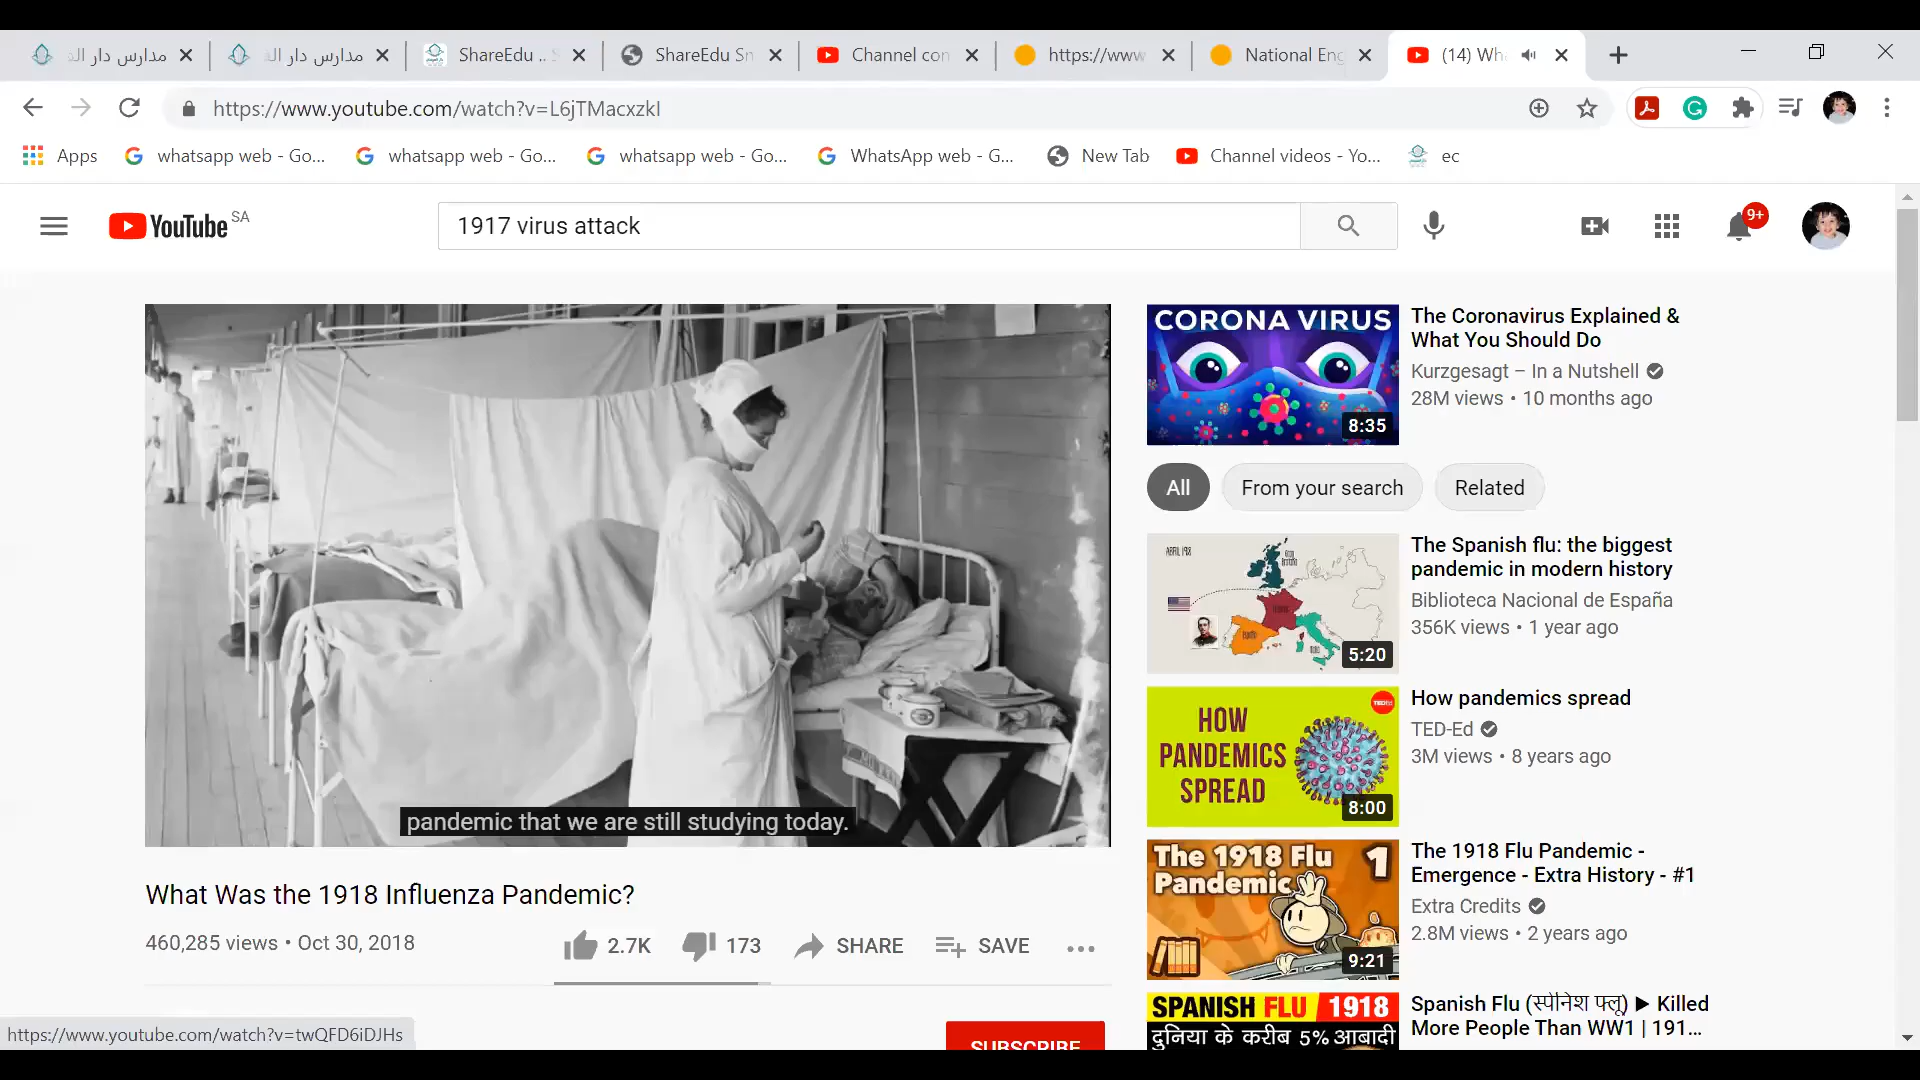 مدارس دار الـ
مدارس دار الـ
ShareEdu ..
ShareEdu Sm
Channel con
https://www
National Eng
(14) Wh
https://www.youtube.com/watch?v=L6jTMacxzkI
Apps
whatsapp web - Go...
whatsapp web - Go...
whatsapp web - Go...
WhatsApp web - G...
New Tab
Channel videos - Yo...
ec
YouTube SA
1917 virus attack
9+
pandemic that we are still studying today.
What Was the 1918 Influenza Pandemic?
460,285 views • Oct 30, 2018
2.7K
173
SHARE
SAVE
SUBSCRIBE
CORONA VIRUS
8:35
The Coronavirus Explained &
What You Should Do
Kurzgesagt – In a Nutshell
28M views • 10 months ago
All
From your search
Related
5:20
The Spanish flu: the biggest
pandemic in modern history
Biblioteca Nacional de España
356K views • 1 year ago
HOW
PANDEMICS
SPREAD
8:00
How pandemics spread
TED-Ed
3M views • 8 years ago
The 1918 Flu
Pandemic
1
9:21
The 1918 Flu Pandemic -
Emergence - Extra History - #1
Extra Credits
2.8M views • 2 years ago
SPANISH FLU 1918
दुनिया के करीब 5% आबादी
Spanish Flu (स्पेनिश फ्लू) ► Killed
More People Than WW1 | 191...
https://www.youtube.com/watch?v=twQFD6iDJHs